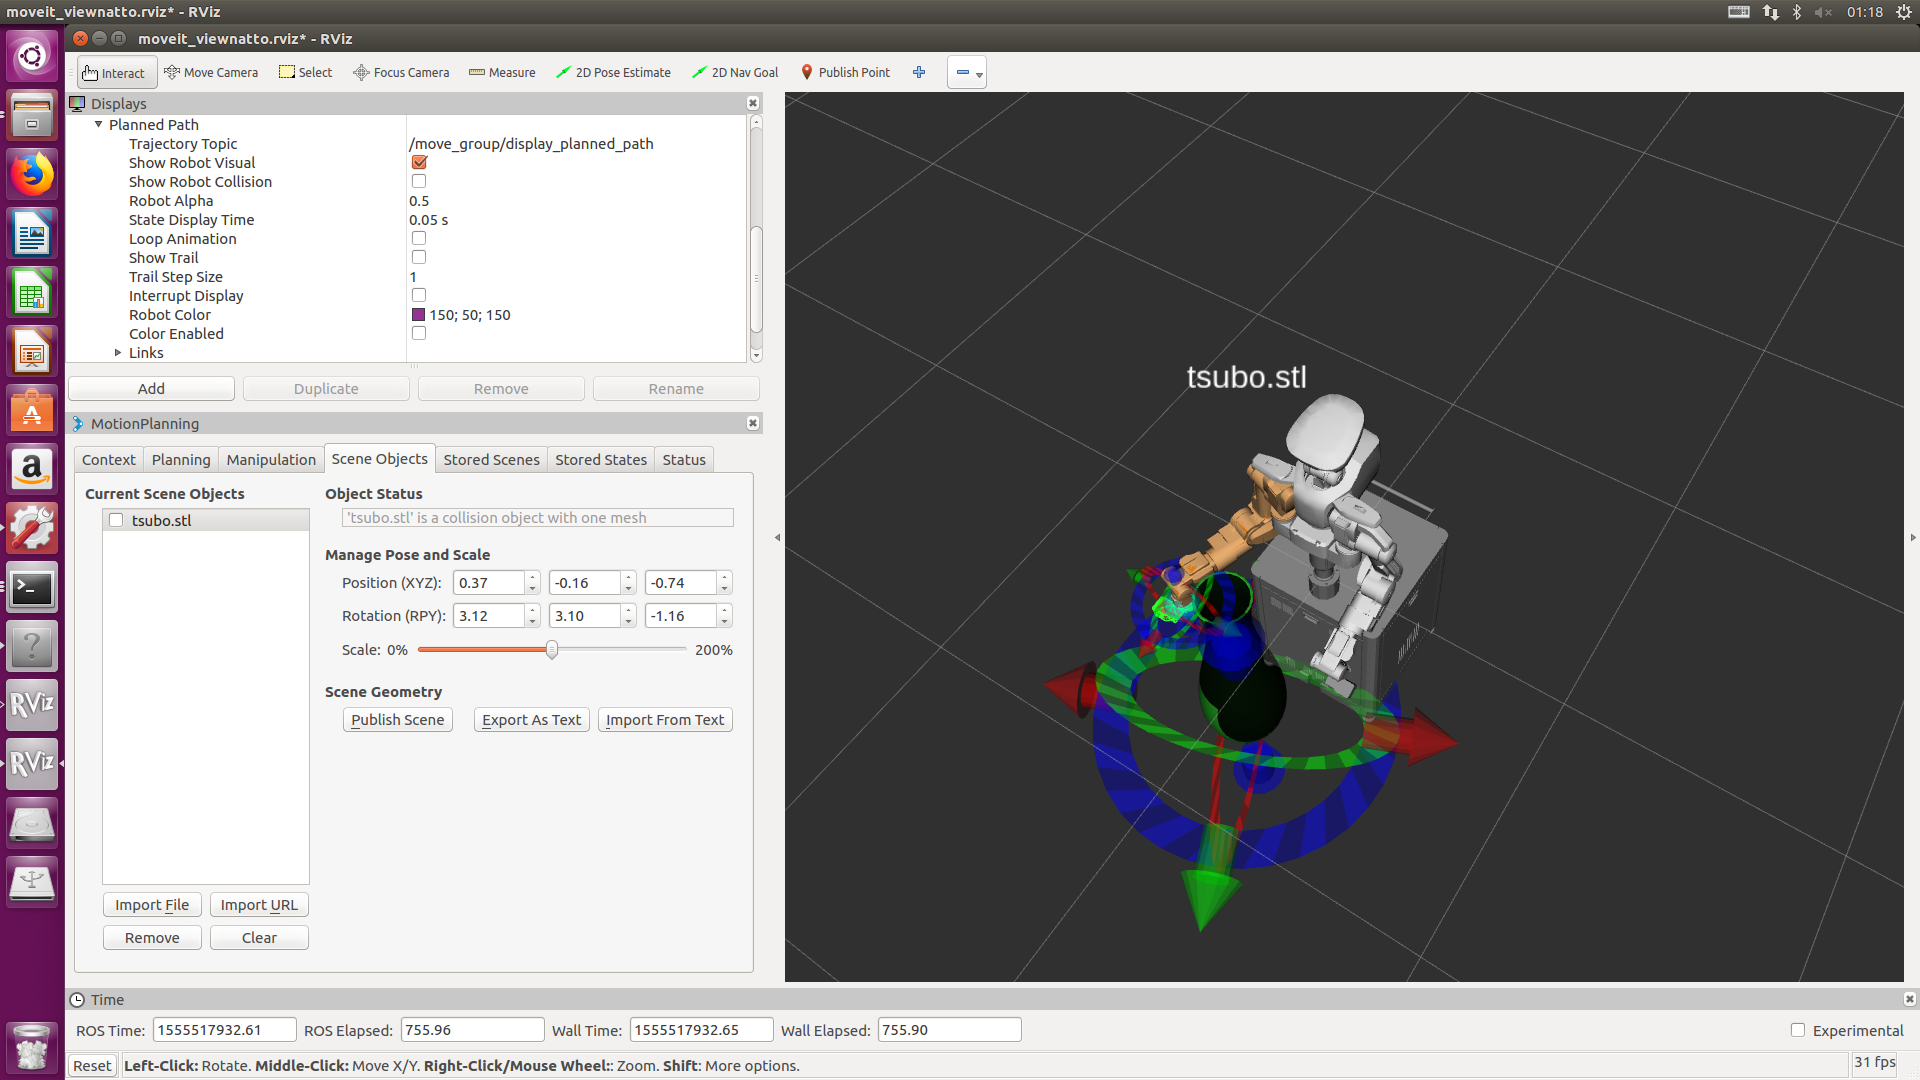 moveit_viewnatto.rviz* - RViz
01:18
moveit_viewnatto.rviz* - RViz
Interact Move Camera Select Focus Camera Measure 2D Pose Estimate 2D Nav Goal Publish Point
Displays
Planned Path
Trajectory Topic /move_group/display_planned_path
Show Robot Visual
Show Robot Collision
Robot Alpha 0.5
State Display Time 0.05 s
Loop Animation
Show Trail
Trail Step Size 1
Interrupt Display
Robot Color 150; 50; 150
Color Enabled
Links
Add Duplicate Remove Rename
MotionPlanning
Context Planning Manipulation Scene Objects Stored Scenes Stored States Status
Current Scene Objects
tsubo.stl
Import File Import URL
Remove Clear
Object Status
'tsubo.stl' is a collision object with one mesh
Manage Pose and Scale
Position (XYZ): 0.37 -0.16 -0.74
Rotation (RPY): 3.12 3.10 -1.16
Scale: 0% 200%
Scene Geometry
Publish Scene Export As Text Import From Text
tsubo.stl
a
>_
?
RViz
RViz
Time
ROS Time: 1555517932.61 ROS Elapsed: 755.96 Wall Time: 1555517932.65 Wall Elapsed: 755.90 Experimental
Reset Left-Click: Rotate. Middle-Click: Move X/Y. Right-Click/Mouse Wheel:: Zoom. Shift: More options. 31 fps